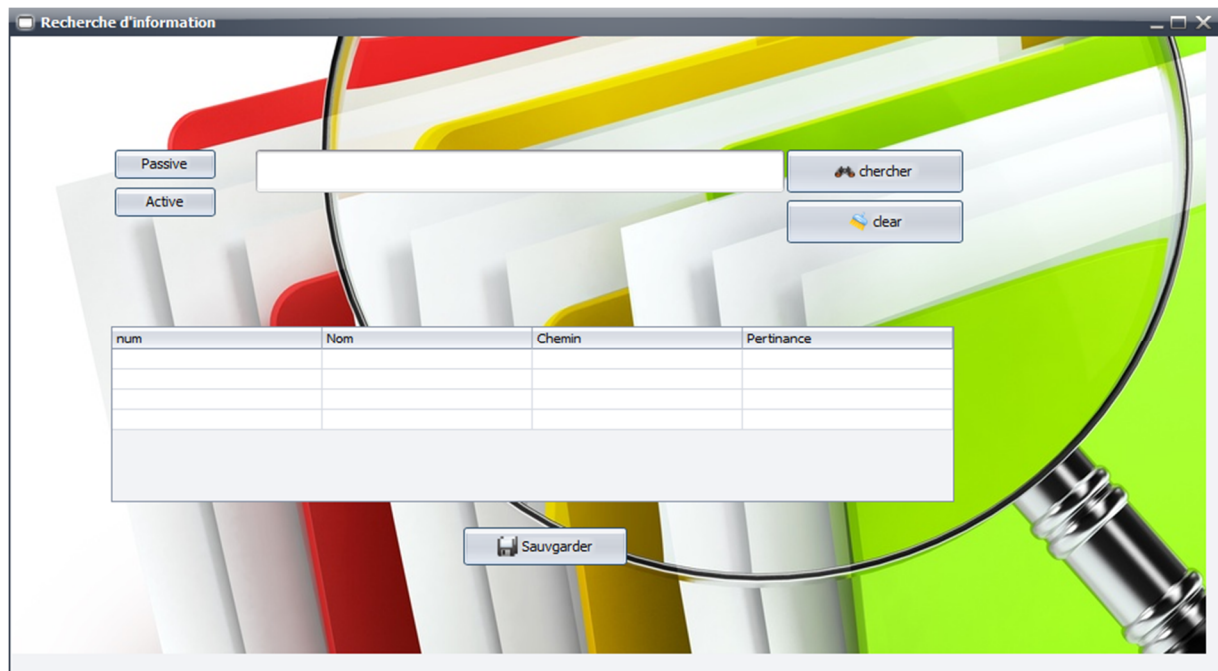 Recherche d'information
Passive
chercher
Active
clear
num Nom Chemin Pertinance
Sauvgarder